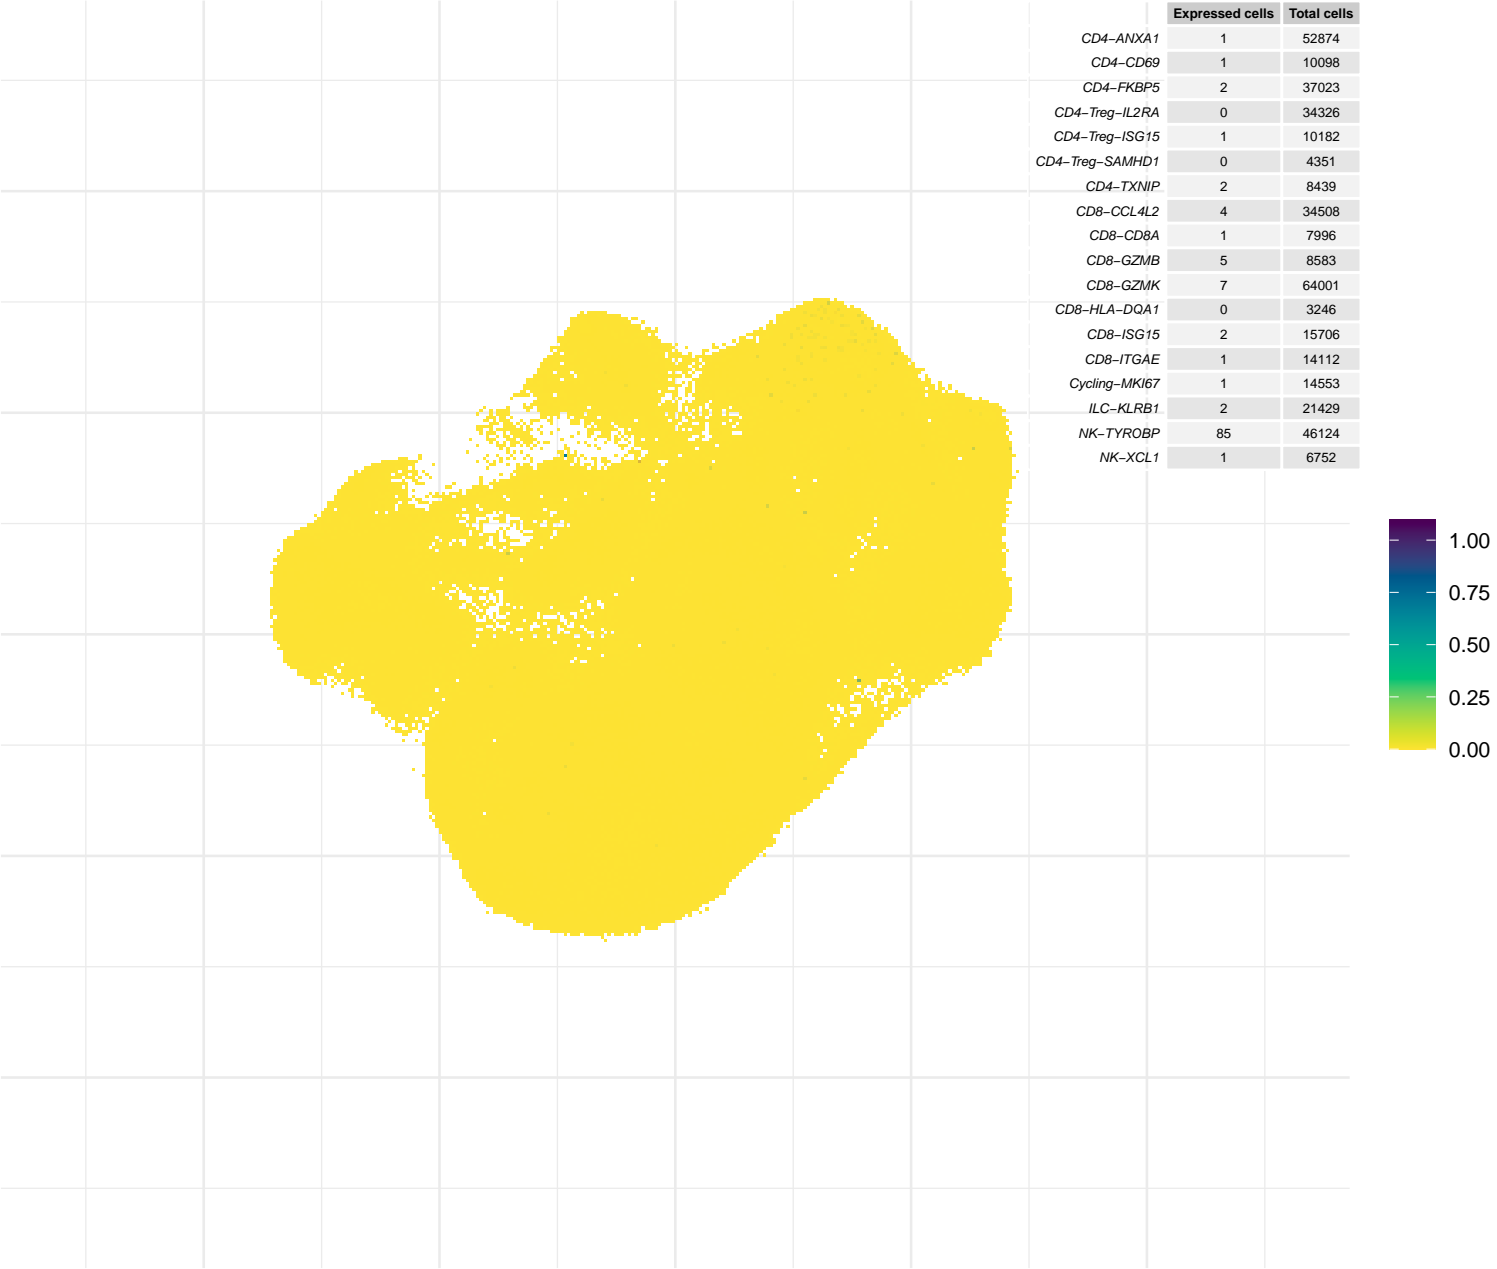 Expressed cells Total cells
CD4−ANXA1 1 52874
CD4−CD69 1 10098
CD4−FKBP5 2 37023
CD4−Treg−IL2RA 0 34326
CD4−Treg−ISG15 1 10182
CD4−Treg−SAMHD1 0 4351
CD4−TXNIP 2 8439
CD8−CCL4L2 4 34508
CD8−CD8A 1 7996
CD8−GZMB 5 8583
CD8−GZMK 7 64001
CD8−HLA−DQA1 0 3246
CD8−ISG15 2 15706
CD8−ITGAE 1 14112
Cycling−MKI67 1 14553
ILC−KLRB1 2 21429
NK−TYROBP 85 46124
NK−XCL1 1 6752
1.00
0.75
0.50
0.25
0.00